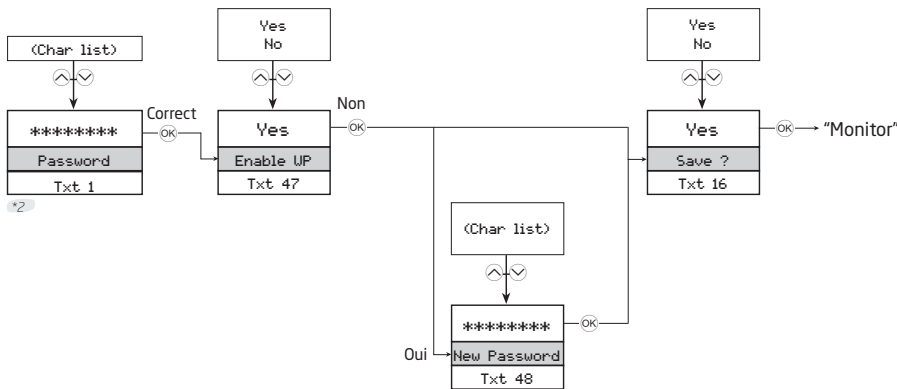 (Char list)
********
Password
Txt 1
*2
Correct
OK
Yes
No
Yes
Enable WP
Txt 47
Non
OK
(Char list)
********
New Password
Txt 48
Oui
OK
Yes
No
Yes
Save ?
Txt 16
OK
"Monitor"